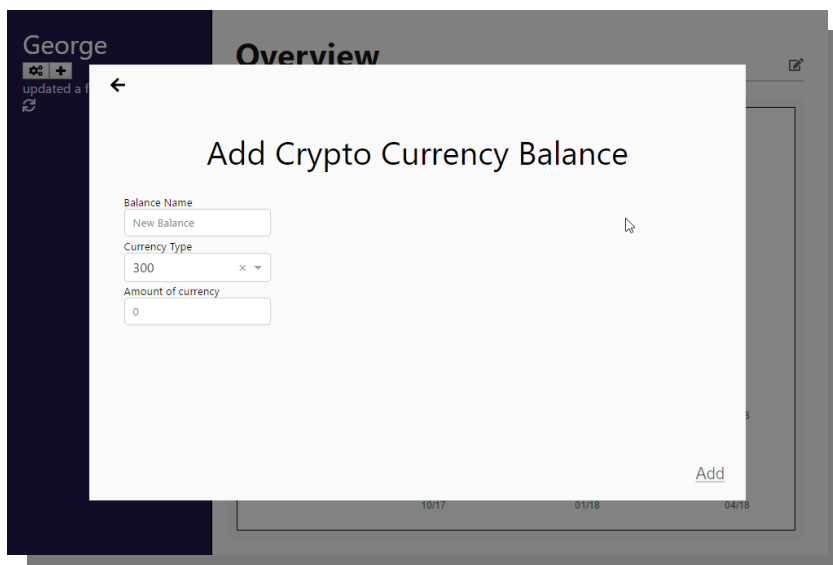 George
Overview
updated a f
Add Crypto Currency Balance
Balance Name
New Balance
Currency Type
300
Amount of currency
0
Add
8
10/17
01/18
04/18